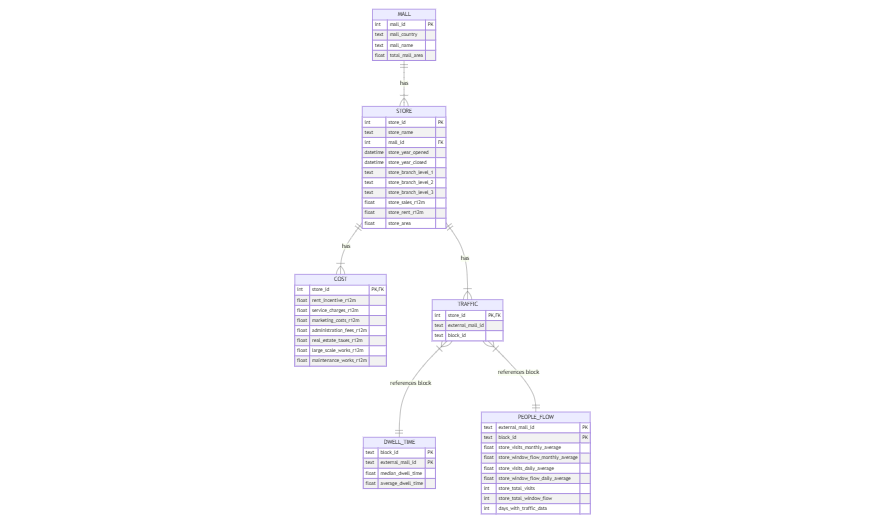 MALL
int mall_id PK
text mall_country
text mall_name
float total_mall_area
has
STORE
int store_id PK
text store_name
int mall_id FK
datetime store_year_opened
datetime store_year_closed
text store_branch_level_1
text store_branch_level_2
text store_branch_level_3
float store_sales_r12m
float store_rent_r12m
float store_area
has
has
COST
int store_id PK,FK
float rent_incentive_r12m
float service_charges_r12m
float marketing_costs_r12m
float administration_fees_r12m
float real_estate_taxes_r12m
float large_scale_works_r12m
float maintenance_works_r12m
TRAFFIC
int store_id PK,FK
text external_mall_id
text block_id
references block
references block
DWELL_TIME
text block_id PK
text external_mall_id PK
float median_dwell_time
float average_dwell_time
PEOPLE_FLOW
text external_mall_id PK
text block_id PK
float store_visits_monthly_average
float store_window_flow_monthly_average
float store_visits_daily_average
float store_window_flow_daily_average
int store_total_visits
int store_total_window_flow
int days_with_traffic_data